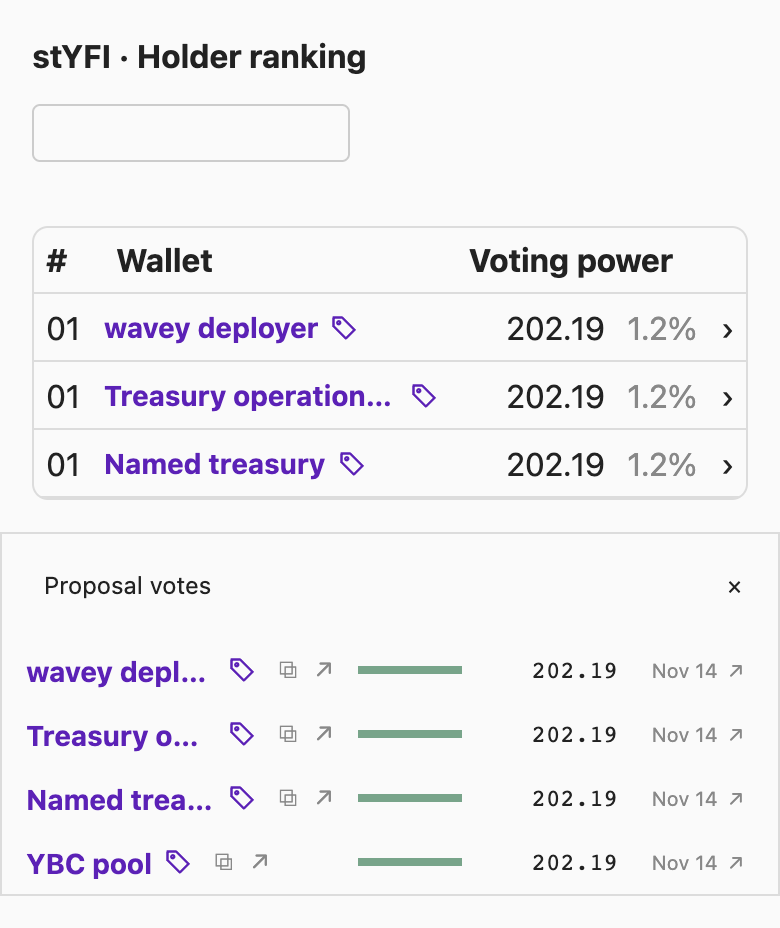 stYFI · Holder ranking
# Wallet Voting power
01 wavey deployer 202.19 1.2% ›
01 Treasury operation... 202.19 1.2% ›
01 Named treasury 202.19 1.2% ›
Proposal votes ×
wavey depl... 202.19 Nov 14 ↗
Treasury o... 202.19 Nov 14 ↗
Named trea... 202.19 Nov 14 ↗
YBC pool 202.19 Nov 14 ↗